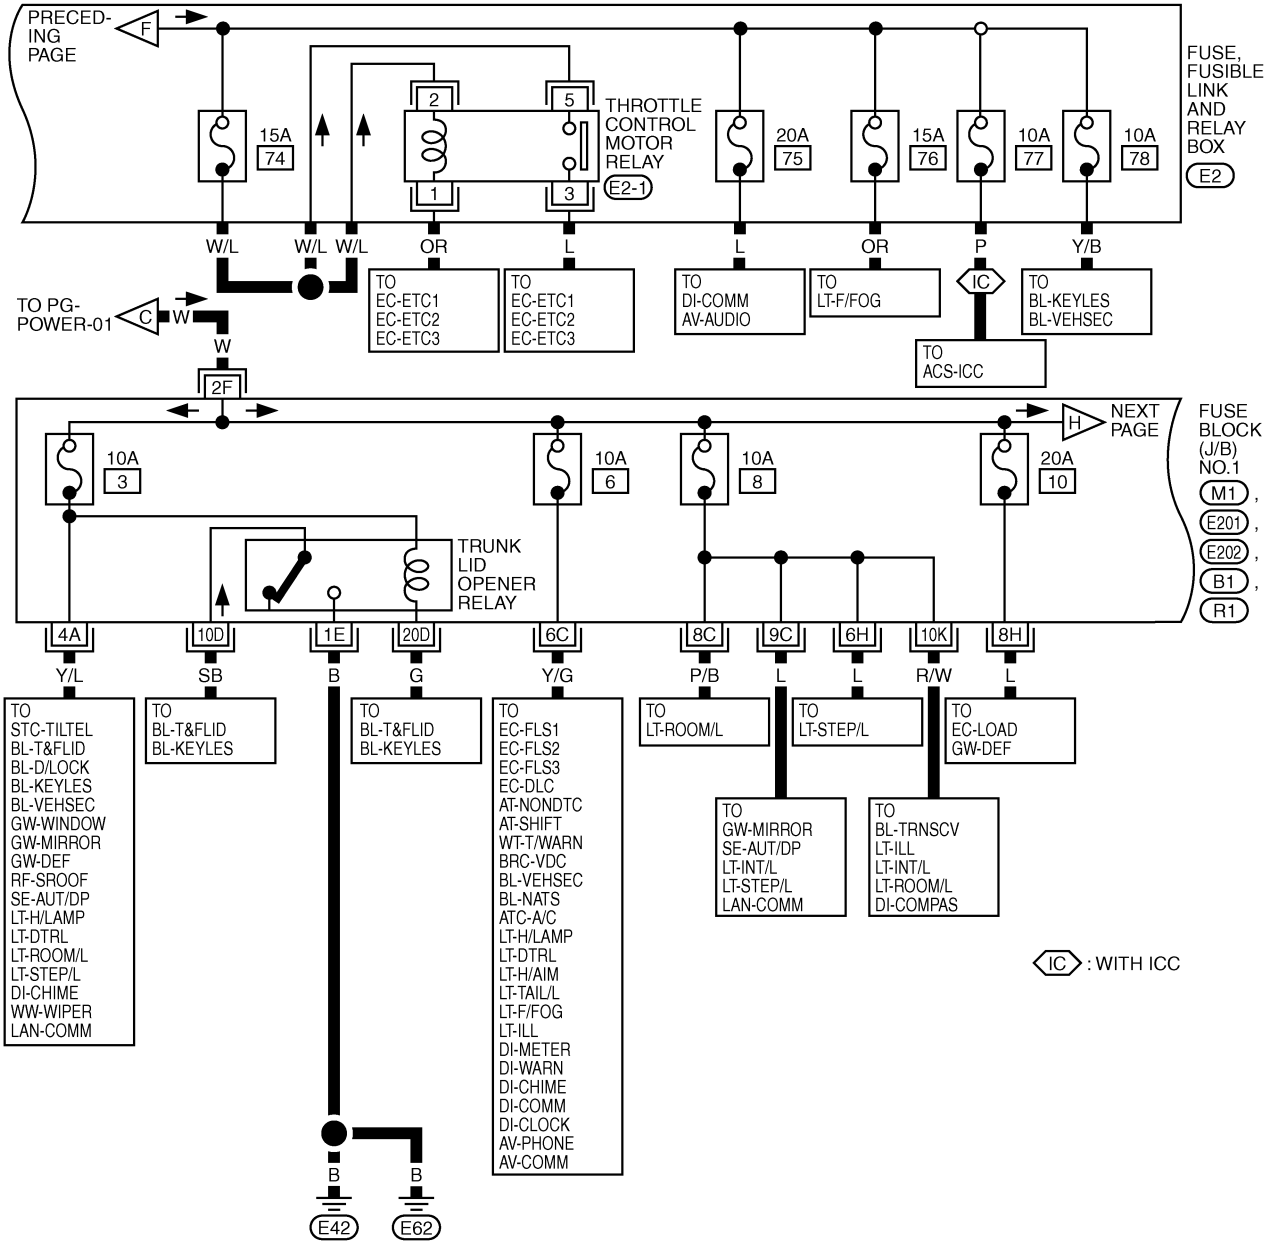 PRECED-
ING
PAGE
F
15A
74
2
5
1
3
THROTTLE
CONTROL
MOTOR
RELAY
E2-1
20A
75
15A
76
10A
77
10A
78
FUSE,
FUSIBLE
LINK
AND
RELAY
BOX
E2
W/L
W/L
W/L
OR
L
L
OR
P
Y/B
TO
EC-ETC1
EC-ETC2
EC-ETC3
TO
EC-ETC1
EC-ETC2
EC-ETC3
TO
DI-COMM
AV-AUDIO
TO
LT-F/FOG
IC
TO
ACS-ICC
TO
BL-KEYLES
BL-VEHSEC
TO PG-
POWER-01
C
W
W
2F
H
NEXT
PAGE
10A
3
10A
6
10A
8
20A
10
FUSE
BLOCK
(J/B)
NO.1
M1 ,
E201 ,
E202 ,
B1 ,
R1
TRUNK
LID
OPENER
RELAY
4A
10D
1E
20D
6C
8C
9C
6H
10K
8H
Y/L
SB
B
G
Y/G
P/B
L
L
R/W
L
TO
STC-TILTEL
BL-T&FLID
BL-D/LOCK
BL-KEYLES
BL-VEHSEC
GW-WINDOW
GW-MIRROR
GW-DEF
RF-SROOF
SE-AUT/DP
LT-H/LAMP
LT-DTRL
LT-ROOM/L
LT-STEP/L
DI-CHIME
WW-WIPER
LAN-COMM
TO
BL-T&FLID
BL-KEYLES
TO
BL-T&FLID
BL-KEYLES
TO
EC-FLS1
EC-FLS2
EC-FLS3
EC-DLC
AT-NONDTC
AT-SHIFT
WT-T/WARN
BRC-VDC
BL-VEHSEC
BL-NATS
ATC-A/C
LT-H/LAMP
LT-DTRL
LT-H/AIM
LT-TAIL/L
LT-F/FOG
LT-ILL
DI-METER
DI-WARN
DI-CHIME
DI-COMM
DI-CLOCK
AV-PHONE
AV-COMM
TO
LT-ROOM/L
TO
GW-MIRROR
SE-AUT/DP
LT-INT/L
LT-STEP/L
LAN-COMM
TO
LT-STEP/L
TO
BL-TRNSCV
LT-ILL
LT-INT/L
LT-ROOM/L
DI-COMPAS
TO
EC-LOAD
GW-DEF
IC : WITH ICC
B
B
E42
E62